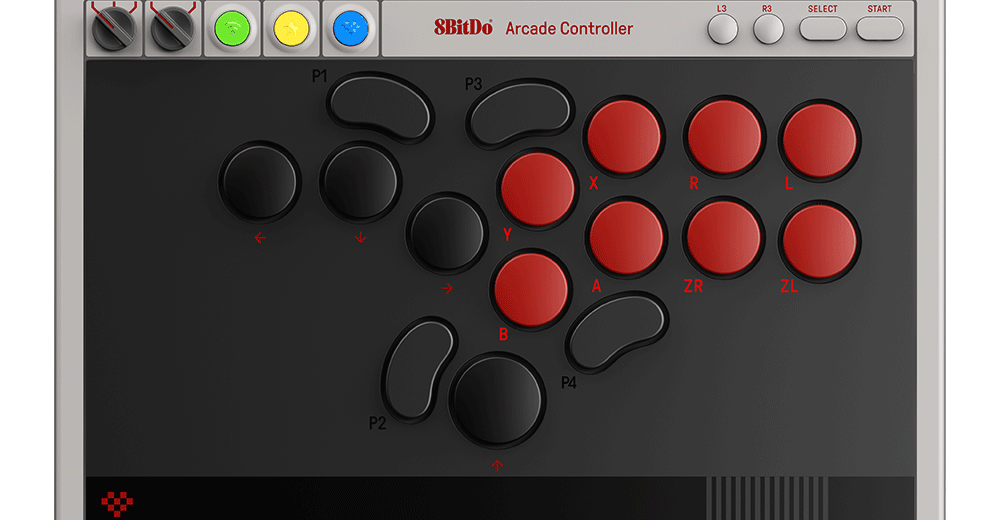 L3 R3 SELECT START
8BitDo Arcade Controller
P1 P3
X R L
Y
← ↓
→
A ZR ZL
B
P4
P2
↑